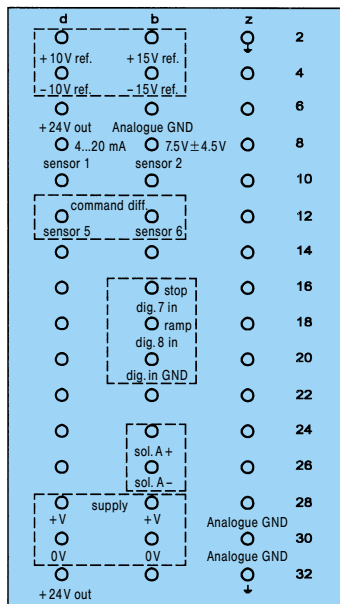 d b z
2
+10V ref. +15V ref.
4
−10V ref. −15V ref.
6
+24V out Analogue GND
4...20 mA 7.5V±4.5V 8
sensor 1 sensor 2
10
command diff.
12
sensor 5 sensor 6
14
16
stop
dig.7 in
ramp 18
dig.8 in
20
dig.in GND
22
24
sol.A+
26
sol.A−
28
supply
+V +V Analogue GND
30
0V 0V Analogue GND
32
+24V out